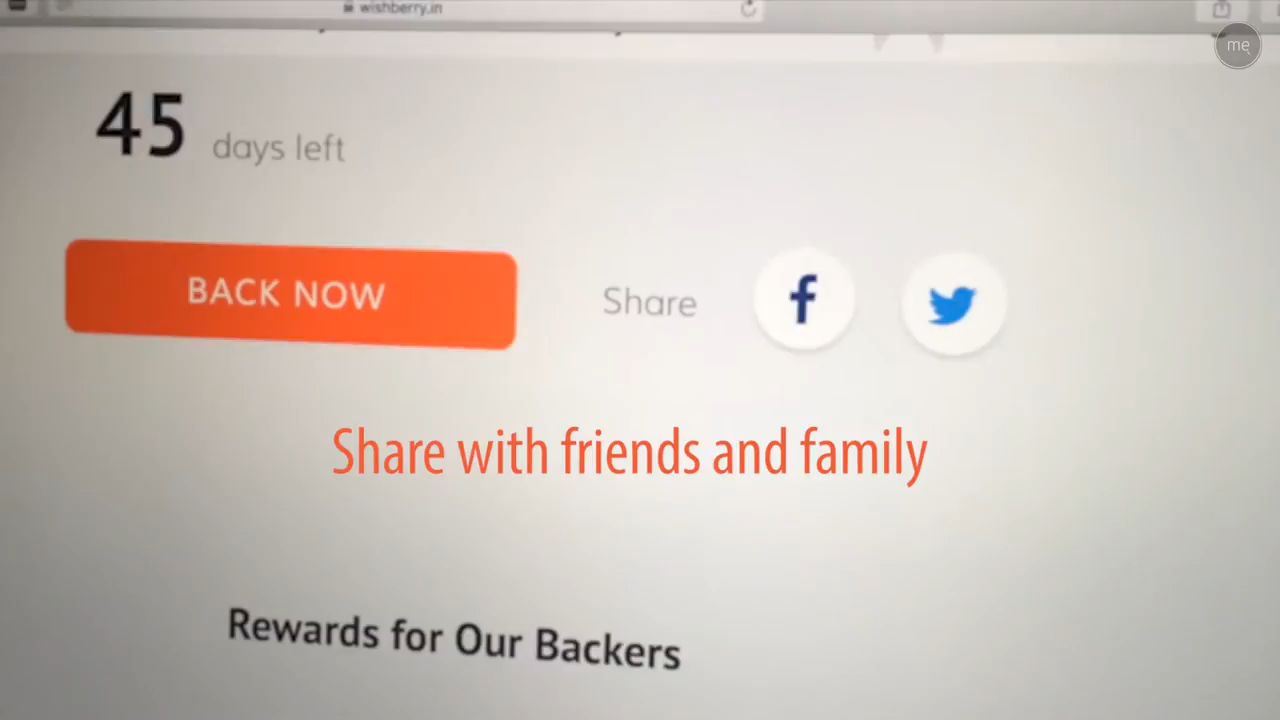 wishberry.in
me
45 days left
BACK NOW
Share
Share with friends and family
Rewards for Our Backers